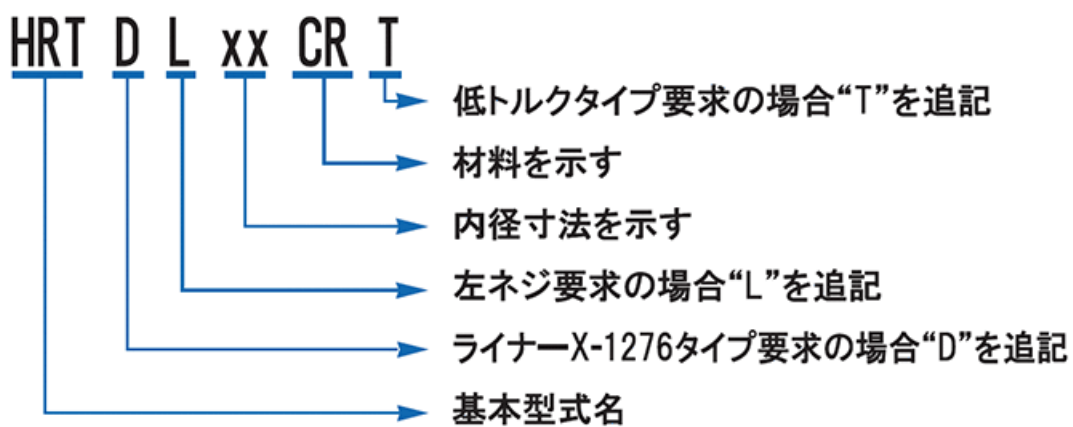 HRT D L xx CR T
低トルクタイプ要求の場合“T”を追記
材料を示す
内径寸法を示す
左ネジ要求の場合“L”を追記
ライナーX-1276タイプ要求の場合“D”を追記
基本型式名